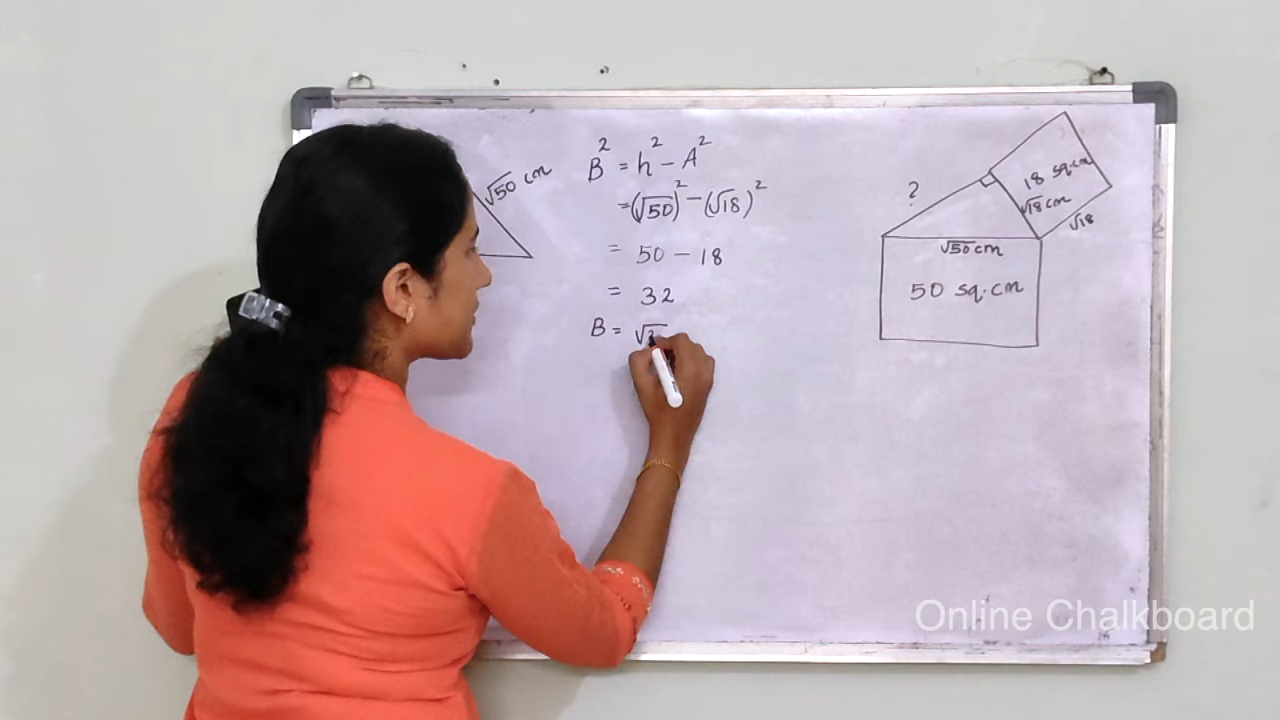 √50 cm
B² = h² - A²
= (√50)² - (√18)²
= 50 - 18
= 32
B = √3
?
18 sq.cm
√18 cm
√18
√50 cm
50 sq.cm
Online Chalkboard